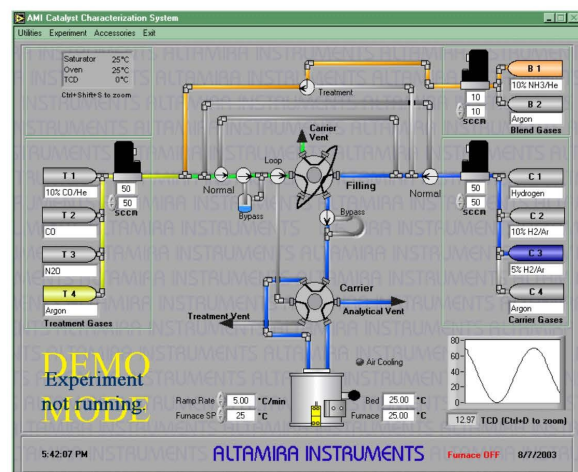 AMI Catalyst Characterization System
Utilities Experiment Accessories Exit
Saturator 25°C
Oven 25°C
TCD 0°C
Ctrl+Shift+S to zoom
Treatment
10
10
sccm
B 1
10% NH3/He
B 2
Argon
Blend Gases
Carrier
Vent
Loop
Normal
Bypass
Filling
Bypass
Normal
T 1
10% CO/He
T 2
CO
T 3
N2O
T 4
Argon
Treatment Gases
50
50
sccm
50
50
sccm
C 1
Hydrogen
C 2
10% H2/Ar
C 3
5% H2/Ar
C 4
Argon
Carrier Gases
Carrier
Analytical Vent
Treatment Vent
Air Cooling
DEMO
Experiment
not running.
MODE
Ramp Rate 5.00 °C/min
Furnace SP 25 °C
Bed 25.00 °C
Furnace 25.00 °C
80
60
40
20
0
12.97 TCD (Ctrl+D to zoom)
5:42:07 PM
ALTAMIRA INSTRUMENTS
Furnace OFF
8/7/2003